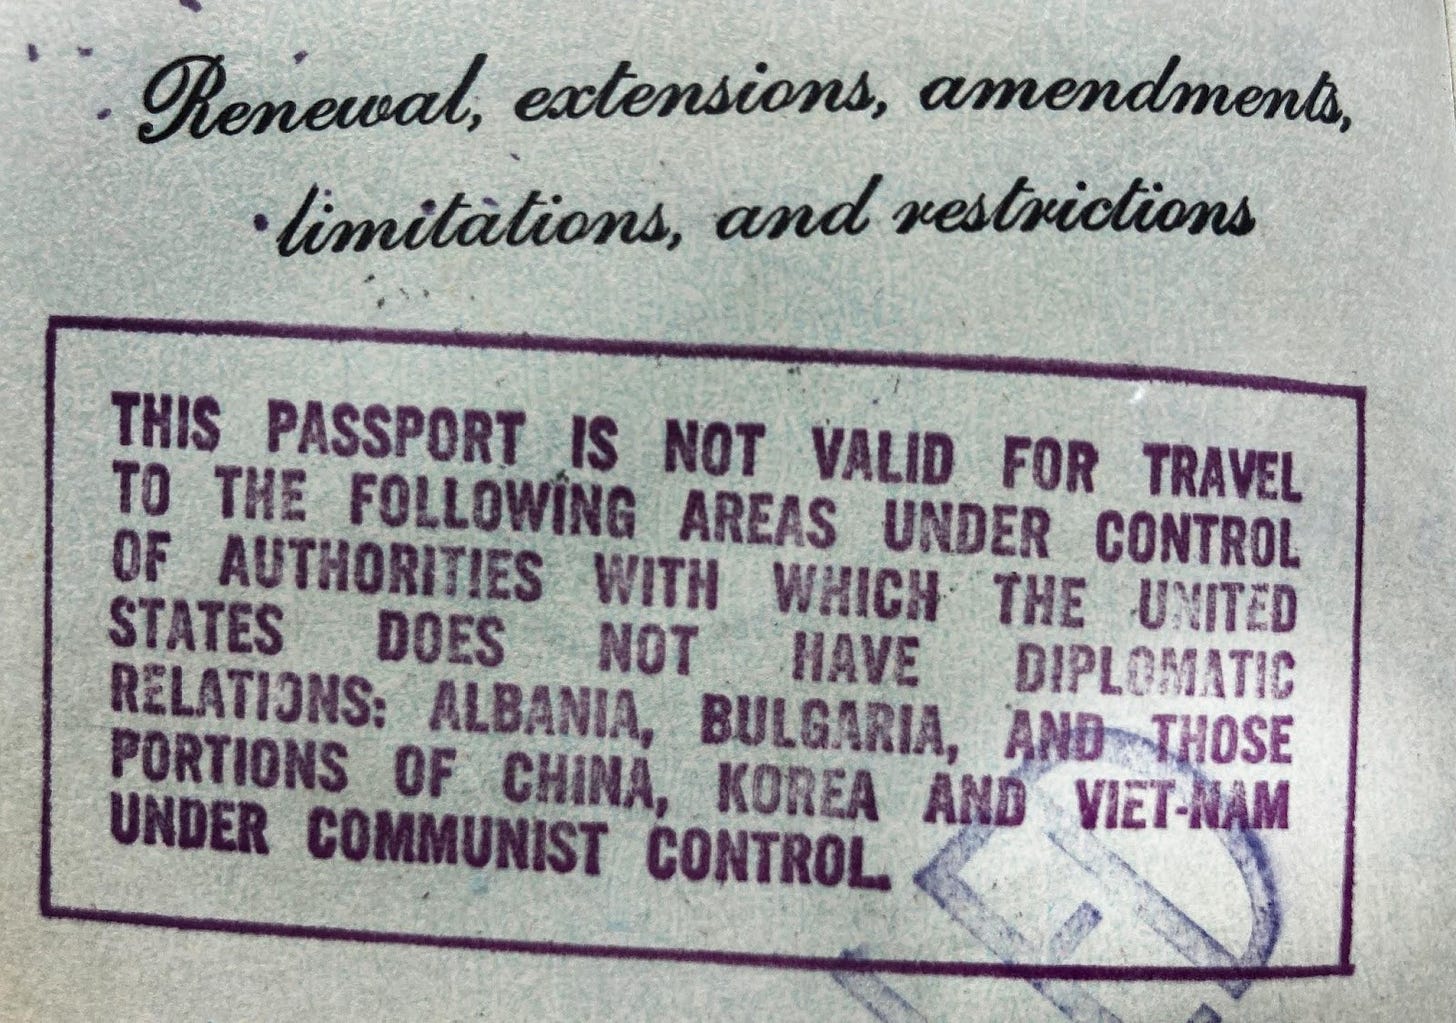 Renewal, extensions, amendments,
limitations, and restrictions
THIS PASSPORT IS NOT VALID FOR TRAVEL
TO THE FOLLOWING AREAS UNDER CONTROL
OF AUTHORITIES WITH WHICH THE UNITED
STATES DOES NOT HAVE DIPLOMATIC
RELATIONS: ALBANIA, BULGARIA, AND THOSE
PORTIONS OF CHINA, KOREA AND VIET-NAM
UNDER COMMUNIST CONTROL.
ED